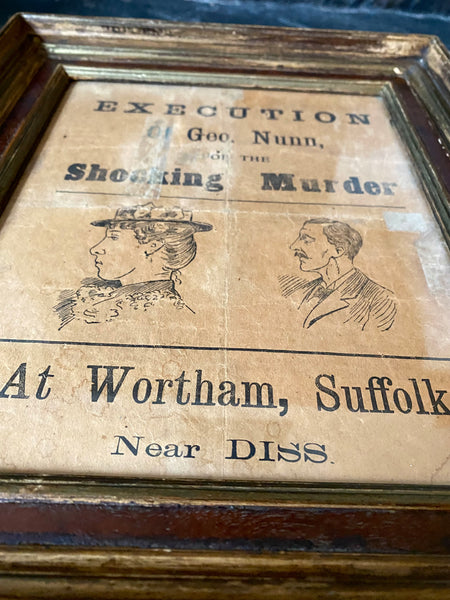 EXECUTION
Of Geo. Nunn,
FOR THE
Shocking Murder
At Wortham, Suffolk
Near DISS.